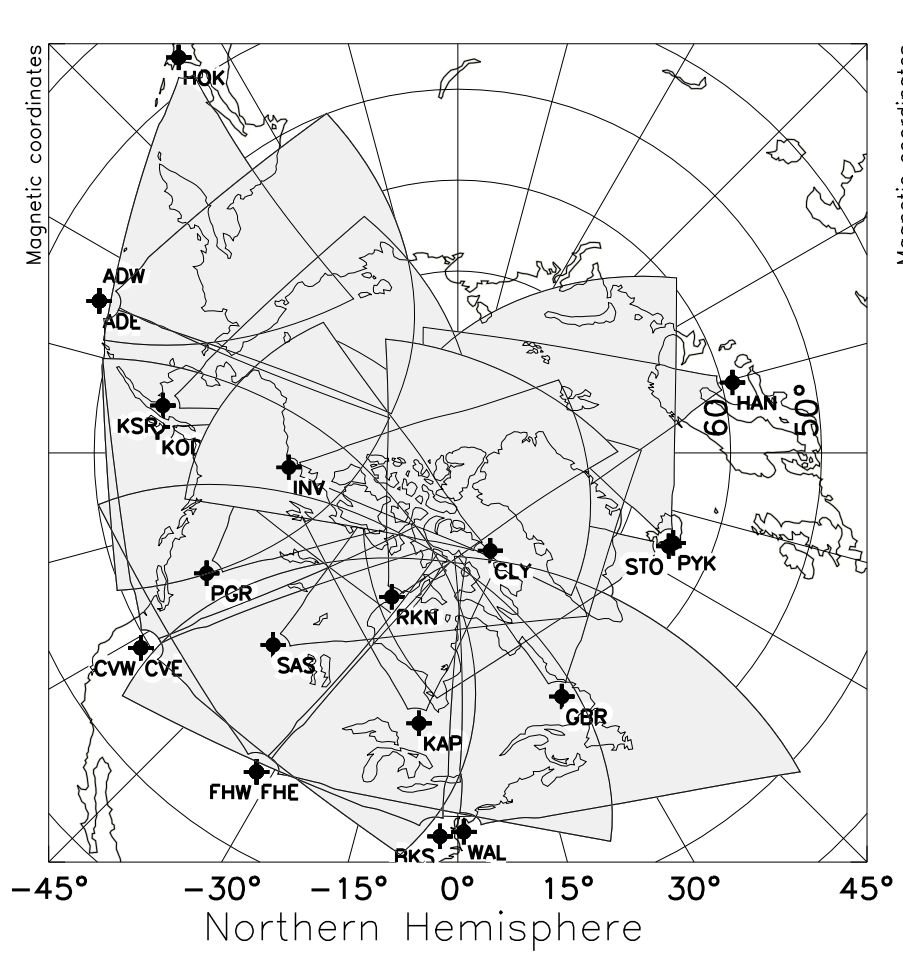 Magnetic coordinates
HOK
ADW
ADE
60
50°
HAN
KSR
KOD
INV
STO PYK
CLY
PGR
RKN
CVW CVE
SAS
GBR
KAP
FHW FHE
BKS WAL
−45° −30° −15° 0° 15° 30° 45°
Northern Hemisphere